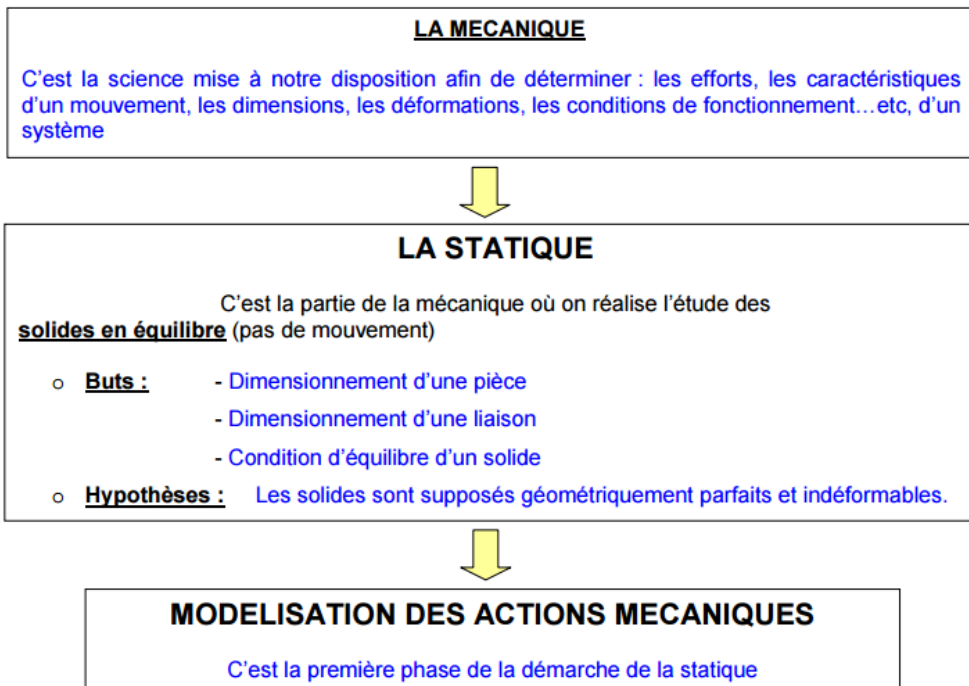 LA MECANIQUE
C'est la science mise à notre disposition afin de déterminer : les efforts, les caractéristiques
d'un mouvement, les dimensions, les déformations, les conditions de fonctionnement…etc, d'un
système
LA STATIQUE
C'est la partie de la mécanique où on réalise l'étude des
solides en équilibre (pas de mouvement)
o Buts : - Dimensionnement d'une pièce
- Dimensionnement d'une liaison
- Condition d'équilibre d'un solide
o Hypothèses : Les solides sont supposés géométriquement parfaits et indéformables.
MODELISATION DES ACTIONS MECANIQUES
C'est la première phase de la démarche de la statique